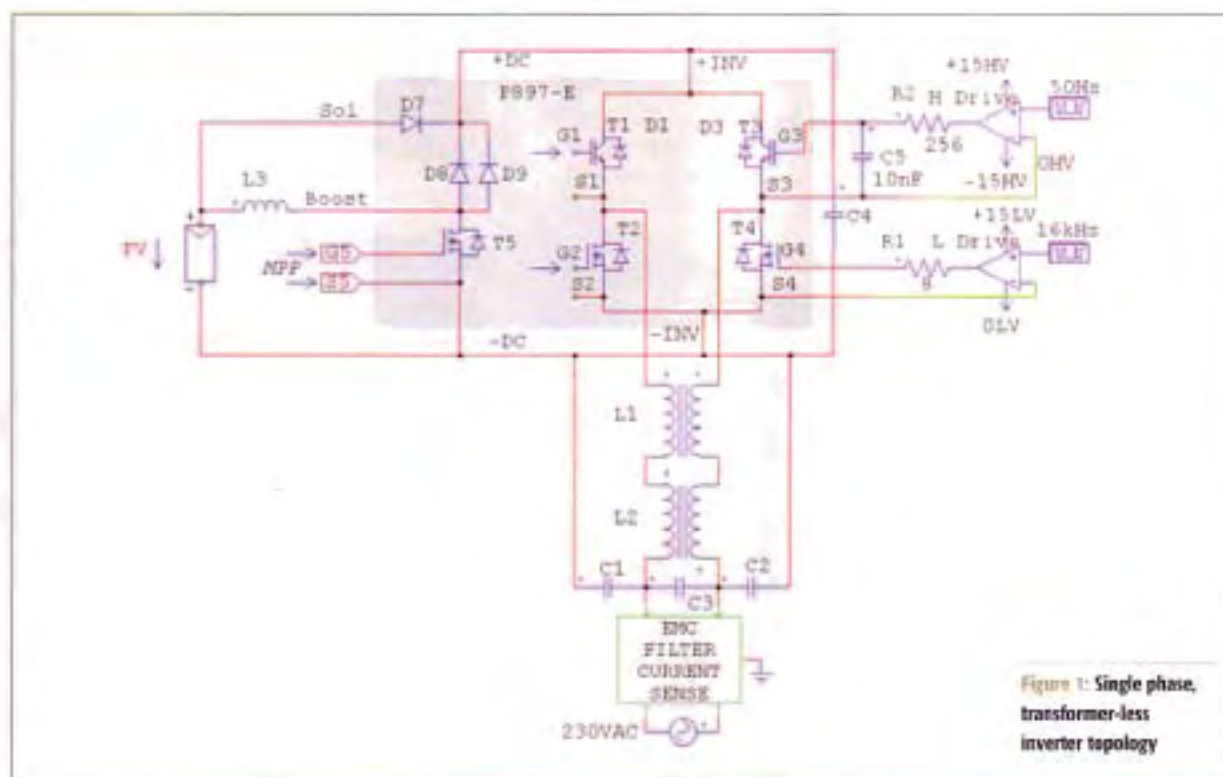 +DC
+INV
+15HV
50Hz
P897-E
Sol
D7
R2
H Drive
G1
T1
D1
D3
G3
256
0HV
D8
D9
C5
10nF
-15HV
L3
Boost
S1
S3
+15LV
C4
T2
T4
16kHz
PV
T5
R1
L Drive
MPP
G5
G2
G4
8
S5
S2
S4
0LV
-INV
-DC
L1
L2
C1
C2
C3
EMC
FILTER
CURRENT
SENSE
230VAC
Figure 1: Single phase,
transformer-less
inverter topology